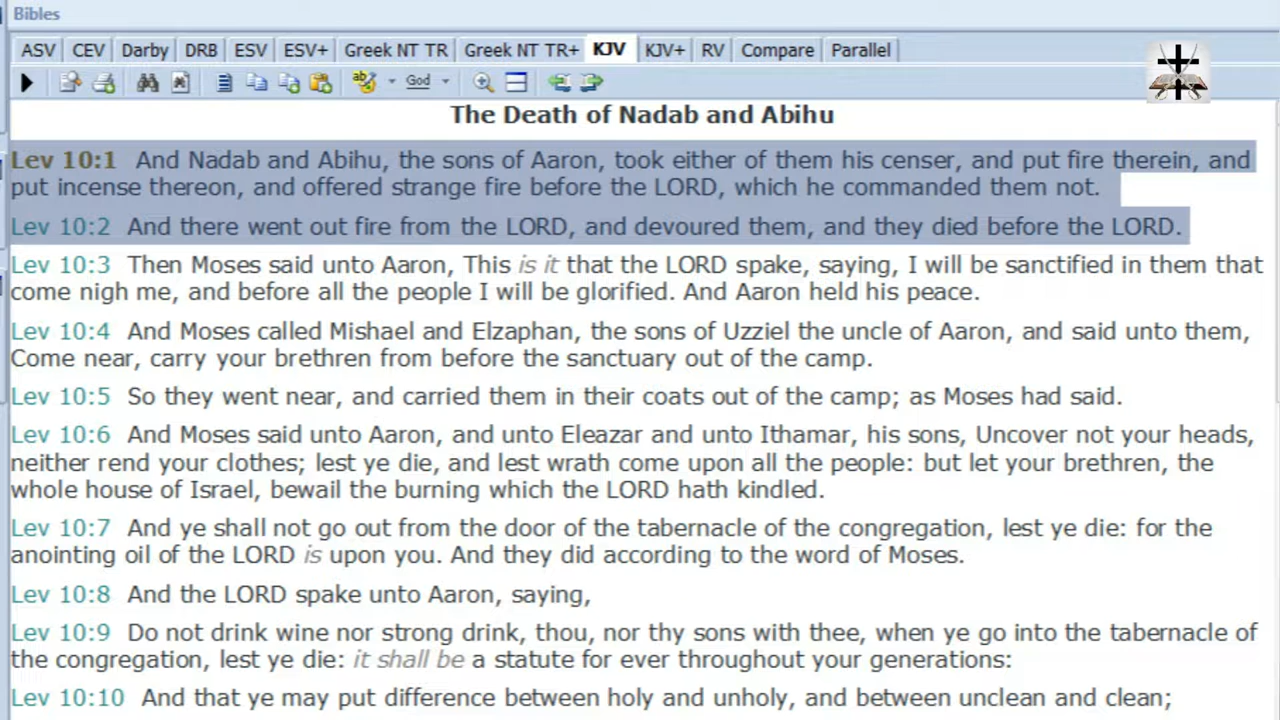 Bibles
ASV CEV Darby DRB ESV ESV+ Greek NT TR Greek NT TR+ KJV KJV+ RV Compare Parallel
ab God
The Death of Nadab and Abihu
Lev 10:1 And Nadab and Abihu, the sons of Aaron, took either of them his censer, and put fire therein, and
put incense thereon, and offered strange fire before the LORD, which he commanded them not.
Lev 10:2 And there went out fire from the LORD, and devoured them, and they died before the LORD.
Lev 10:3 Then Moses said unto Aaron, This is it that the LORD spake, saying, I will be sanctified in them that
come nigh me, and before all the people I will be glorified. And Aaron held his peace.
Lev 10:4 And Moses called Mishael and Elzaphan, the sons of Uzziel the uncle of Aaron, and said unto them,
Come near, carry your brethren from before the sanctuary out of the camp.
Lev 10:5 So they went near, and carried them in their coats out of the camp; as Moses had said.
Lev 10:6 And Moses said unto Aaron, and unto Eleazar and unto Ithamar, his sons, Uncover not your heads,
neither rend your clothes; lest ye die, and lest wrath come upon all the people: but let your brethren, the
whole house of Israel, bewail the burning which the LORD hath kindled.
Lev 10:7 And ye shall not go out from the door of the tabernacle of the congregation, lest ye die: for the
anointing oil of the LORD is upon you. And they did according to the word of Moses.
Lev 10:8 And the LORD spake unto Aaron, saying,
Lev 10:9 Do not drink wine nor strong drink, thou, nor thy sons with thee, when ye go into the tabernacle of
the congregation, lest ye die: it shall be a statute for ever throughout your generations:
Lev 10:10 And that ye may put difference between holy and unholy, and between unclean and clean;